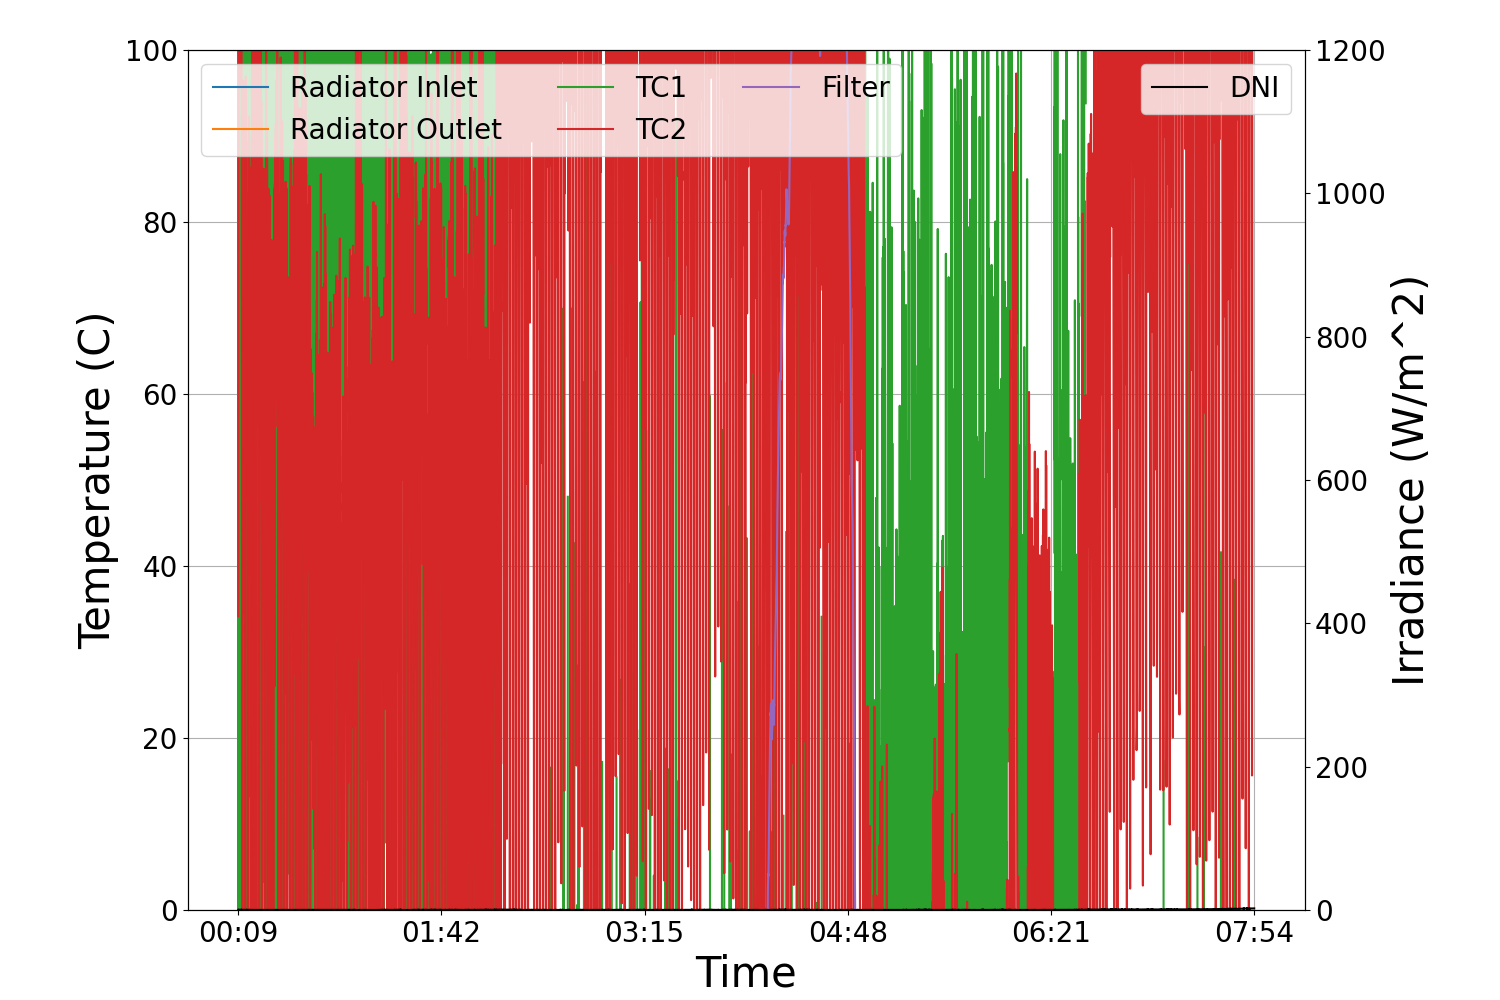 Radiator Inlet
Radiator Outlet
TC1
TC2
Filter
DNI
Temperature (C)
100
80
60
40
20
0
1200
1000
800
600
400
200
0
Irradiance (W/m^2)
00:09 01:42 03:15 04:48 06:21 07:54
Time